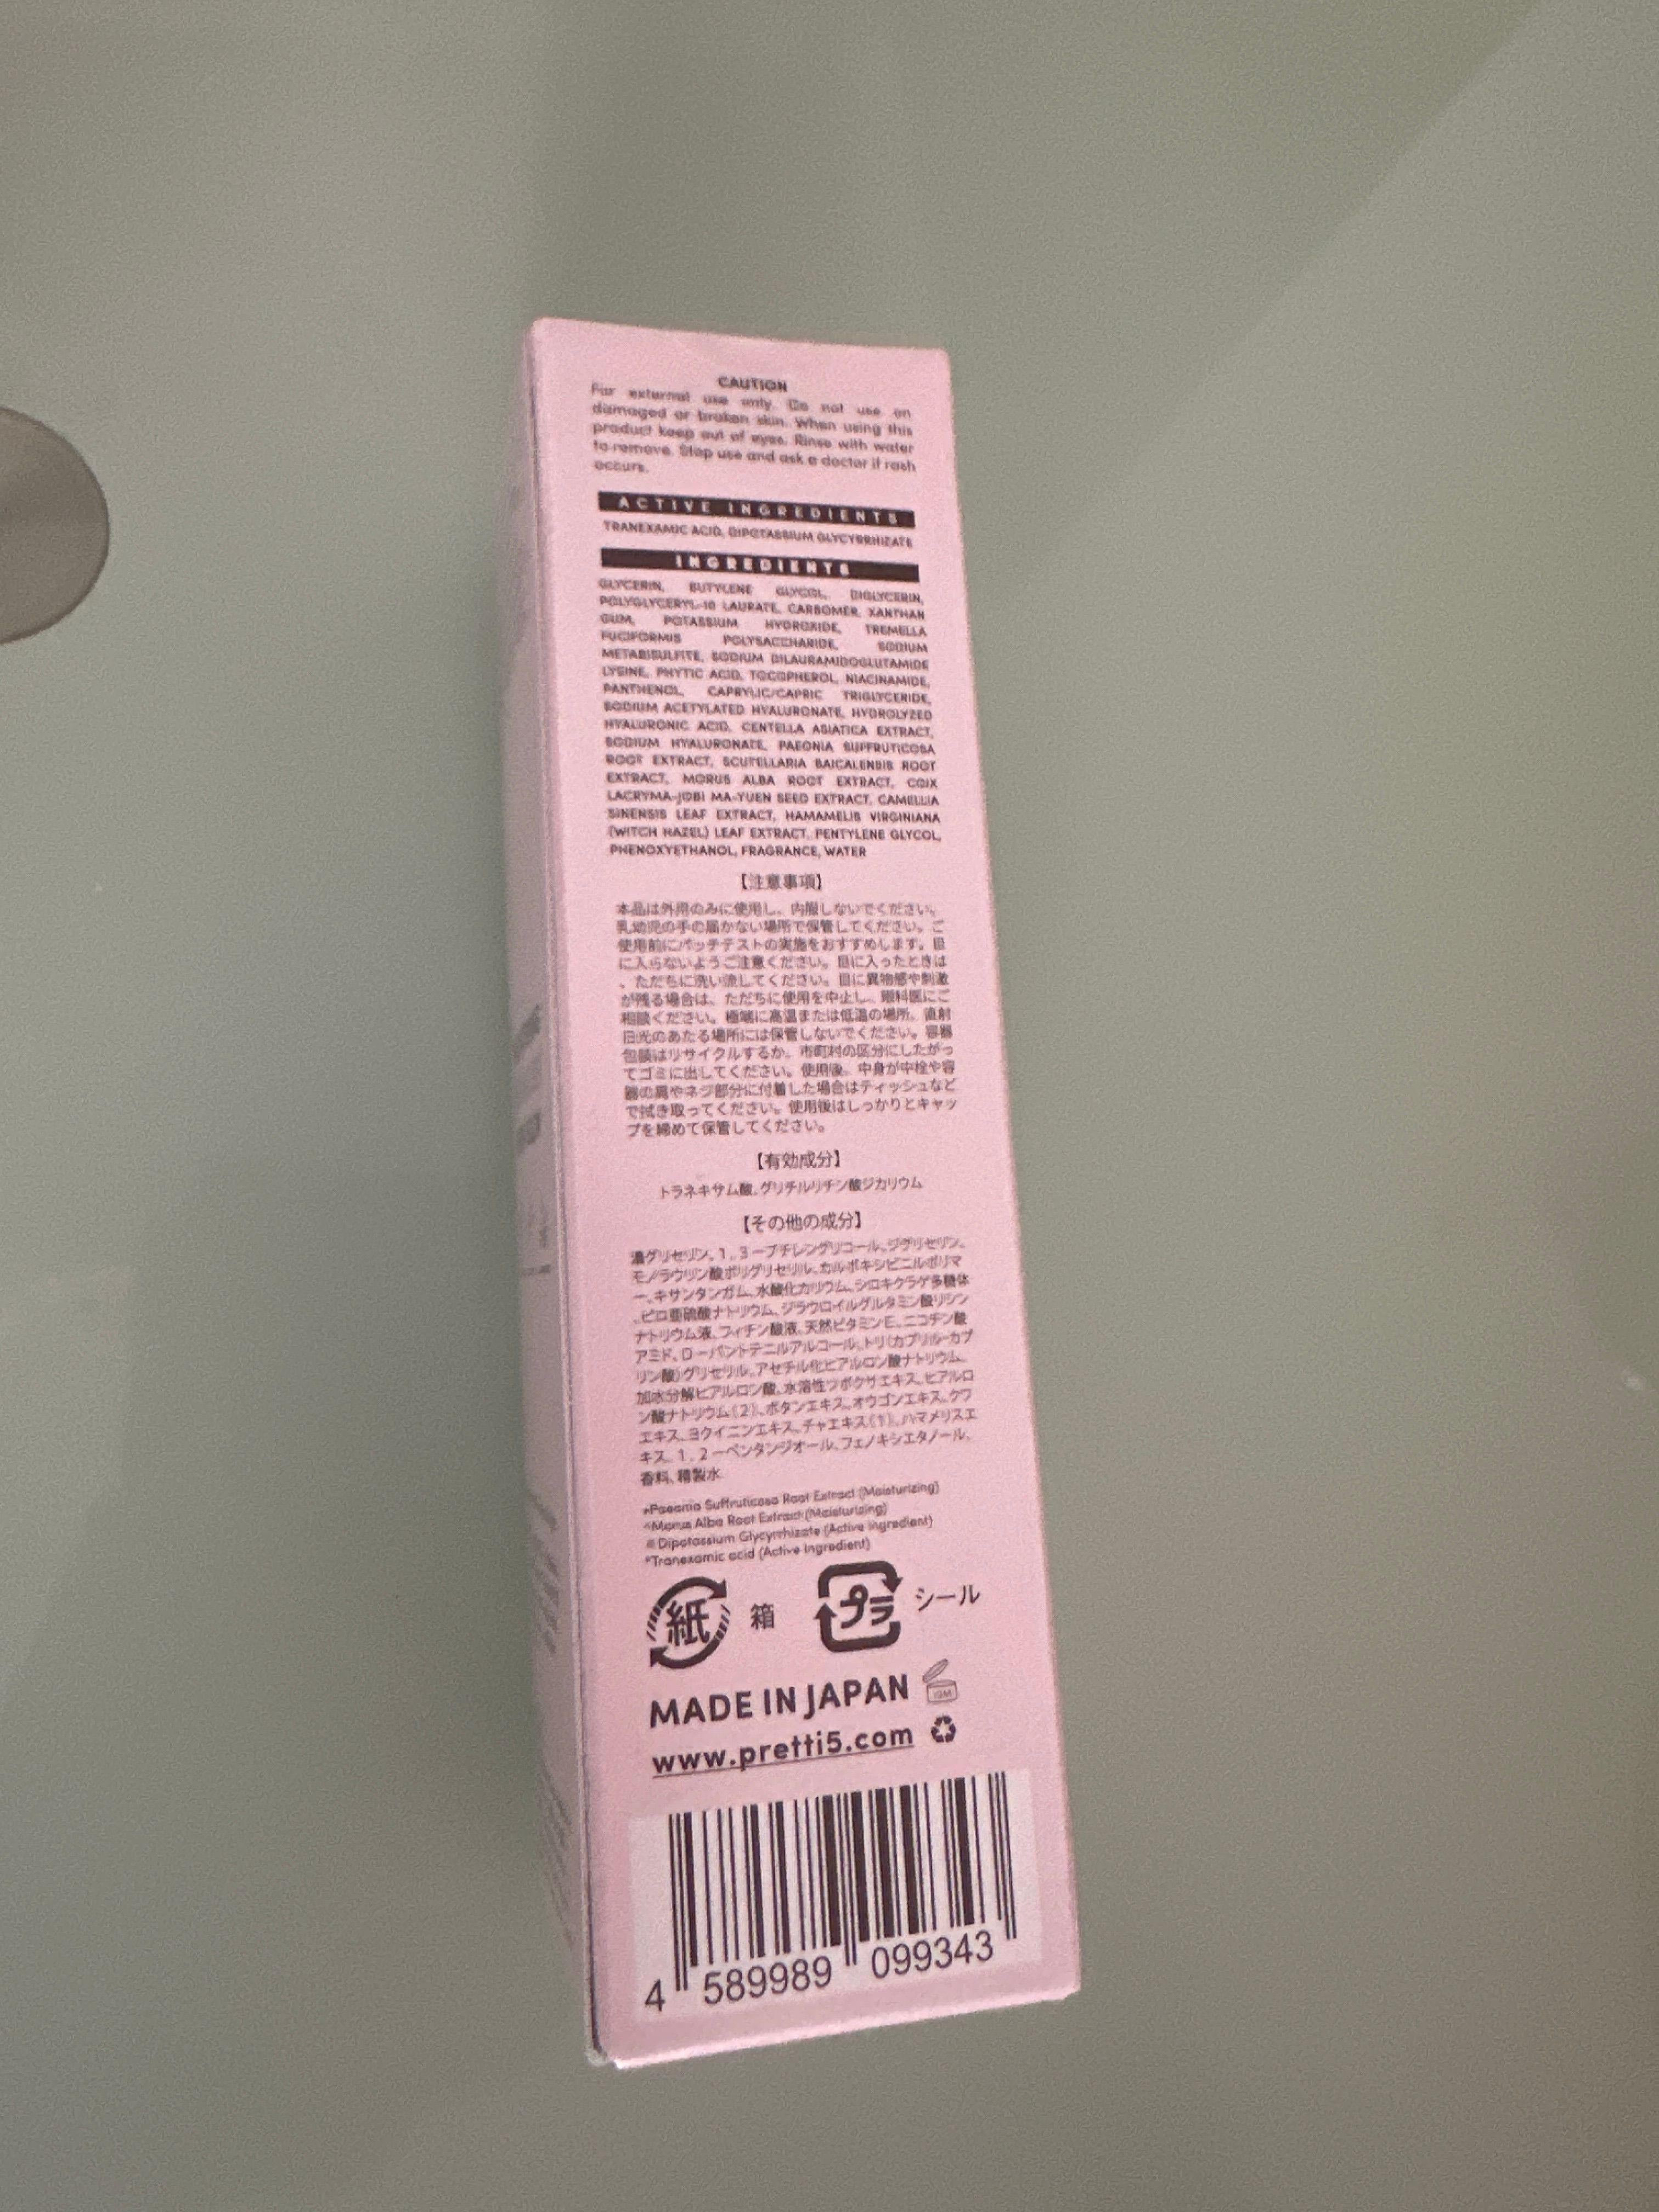 CAUTION
For external use only. Do not use on
damaged or broken skin. When using this
product keep out of eyes. Rinse with water
to remove. Stop use and ask a doctor if rash
occurs.
ACTIVE INGREDIENTS
TRANEXAMIC ACID, DIPOTASSIUM GLYCYRRHIZATE
INGREDIENTS
GLYCERIN, BUTYLENE GLYCOL, DIGLYCERIN,
POLYGLYCERYL-10 LAURATE, CARBOMER, XANTHAN
GUM, POTASSIUM HYDROXIDE, TREMELLA
FUCIFORMIS POLYSACCHARIDE, SODIUM
METABISULFITE, SODIUM DILAURAMIDOGLUTAMIDE
LYSINE, PHYTIC ACID, TOCOPHEROL, NIACINAMIDE,
PANTHENOL, CAPRYLIC/CAPRIC TRIGLYCERIDE,
SODIUM ACETYLATED HYALURONATE, HYDROLYZED
HYALURONIC ACID, CENTELLA ASIATICA EXTRACT,
SODIUM HYALURONATE, PAEONIA SUFFRUTICOSA
ROOT EXTRACT, SCUTELLARIA BAICALENSIS ROOT
EXTRACT, MORUS ALBA ROOT EXTRACT, COIX
LACRYMA-JOBI MA-YUEN SEED EXTRACT, CAMELLIA
SINENSIS LEAF EXTRACT, HAMAMELIS VIRGINIANA
(WITCH HAZEL) LEAF EXTRACT, PENTYLENE GLYCOL,
PHENOXYETHANOL, FRAGRANCE, WATER
【注意事項】
本品は外用のみに使用し、内服しないでください。
乳幼児の手の届かない場所で保管してください。ご
使用前にパッチテストの実施をおすすめします。目
に入らないようご注意ください。目に入ったときは
、ただちに洗い流してください。目に異物感や刺激
が残る場合は、ただちに使用を中止し、眼科医にご
相談ください。極端に高温または低温の場所、直射
日光のあたる場所には保管しないでください。容器
包装はリサイクルするか、市町村の区分にしたがっ
てゴミに出してください。使用後、中身が中栓や容
器の肩やネジ部分に付着した場合はティッシュなど
で拭き取ってください。使用後はしっかりとキャッ
プを締めて保管してください。
【有効成分】
トラネキサム酸、グリチルリチン酸ジカリウム
【その他の成分】
濃グリセリン、1,3-ブチレングリコール、ジグリセリン、
モノラウリン酸ポリグリセリル、カルボキシビニルポリマ
ー、キサンタンガム、水酸化カリウム、シロキクラゲ多糖体
、ピロ亜硫酸ナトリウム、ジラウロイルグルタミン酸リシン
ナトリウム液、フィチン酸液、天然ビタミンE、ニコチン酸
アミド、D-パントテニルアルコール、トリ(カプリル・カプ
リン酸)グリセリル、アセチル化ヒアルロン酸ナトリウム、
加水分解ヒアルロン酸、水溶性ツボクサエキス、ヒアルロ
ン酸ナトリウム(2)、ボタンエキス、オウゴンエキス、クワ
エキス、ヨクイニンエキス、チャエキス(1)、ハマメリスエ
キス、1,2-ペンタンジオール、フェノキシエタノール、
香料、精製水
+Paeonia Suffruticosa Root Extract (Moisturizing)
^Morus Alba Root Extract (Moisturizing)
※Dipotassium Glycyrrhizate (Active Ingredient)
*Tranexamic acid (Active Ingredient)
紙 箱 プラ シール
MADE IN JAPAN
www.pretti5.com
4 589989 099343